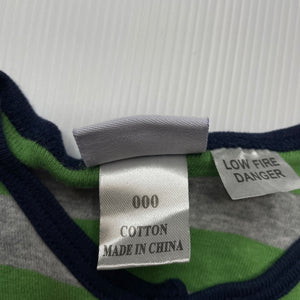 000
COTTON
MADE IN CHINA
LOW FIRE
DANGER